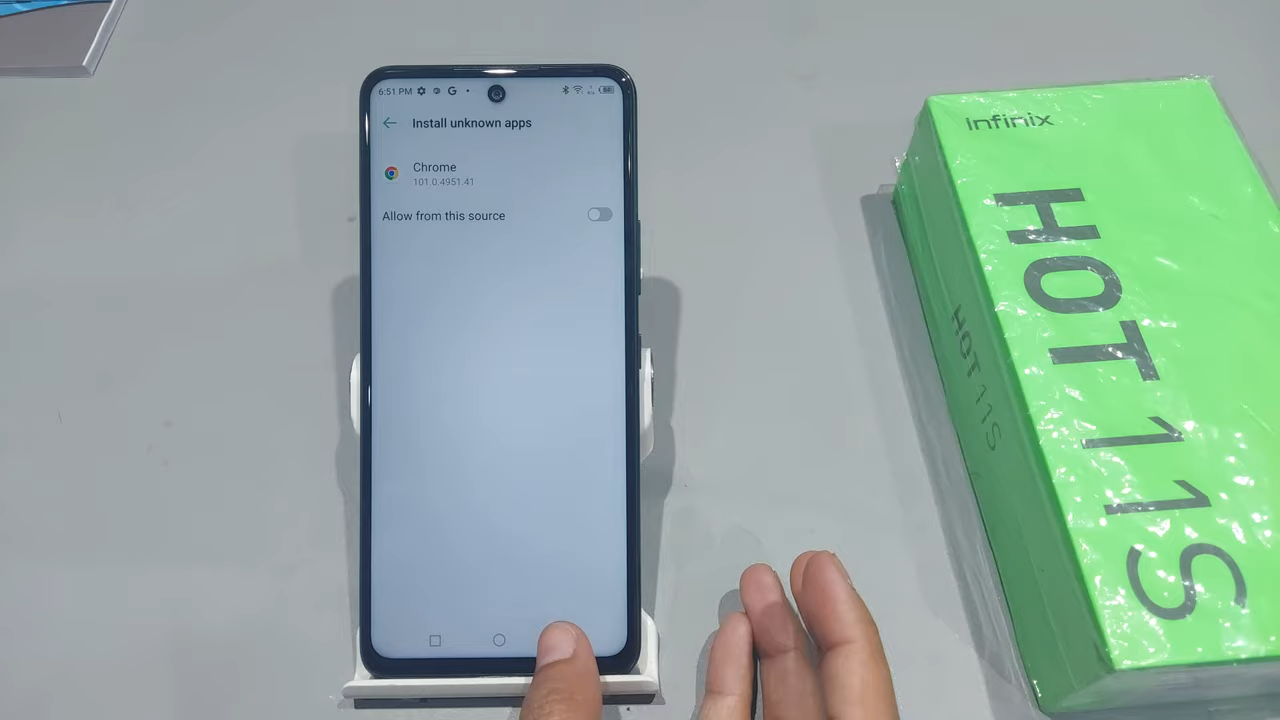 6:51 PM
Install unknown apps
Chrome
101.0.4951.41
Allow from this source
Infinix
HOT 11S
HOT 11S